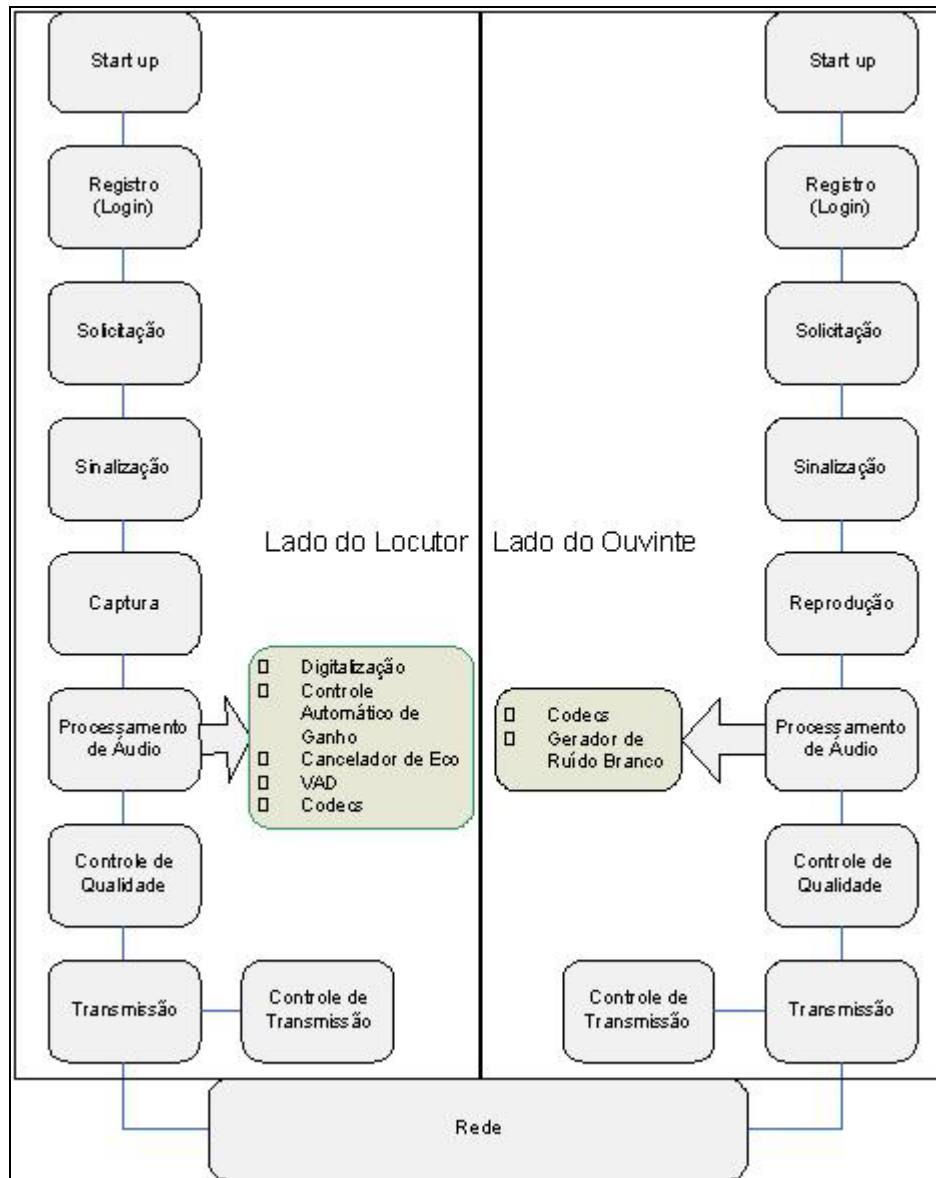 Start up
Registro
(Login)
Solicitação
Sinalização
Captura
Processamento
de Áudio
Controle de
Qualidade
Transmissão
Controle de
Transmissão
Lado do Locutor
Digitalização
Controle
Automático de
Ganho
Cancelador de Eco
VAD
Codecs
Lado do Ouvinte
Start up
Registro
(Login)
Solicitação
Sinalização
Reprodução
Processamento
de Áudio
Codecs
Gerador de
Ruído Branco
Controle de
Qualidade
Transmissão
Controle de
Transmissão
Rede